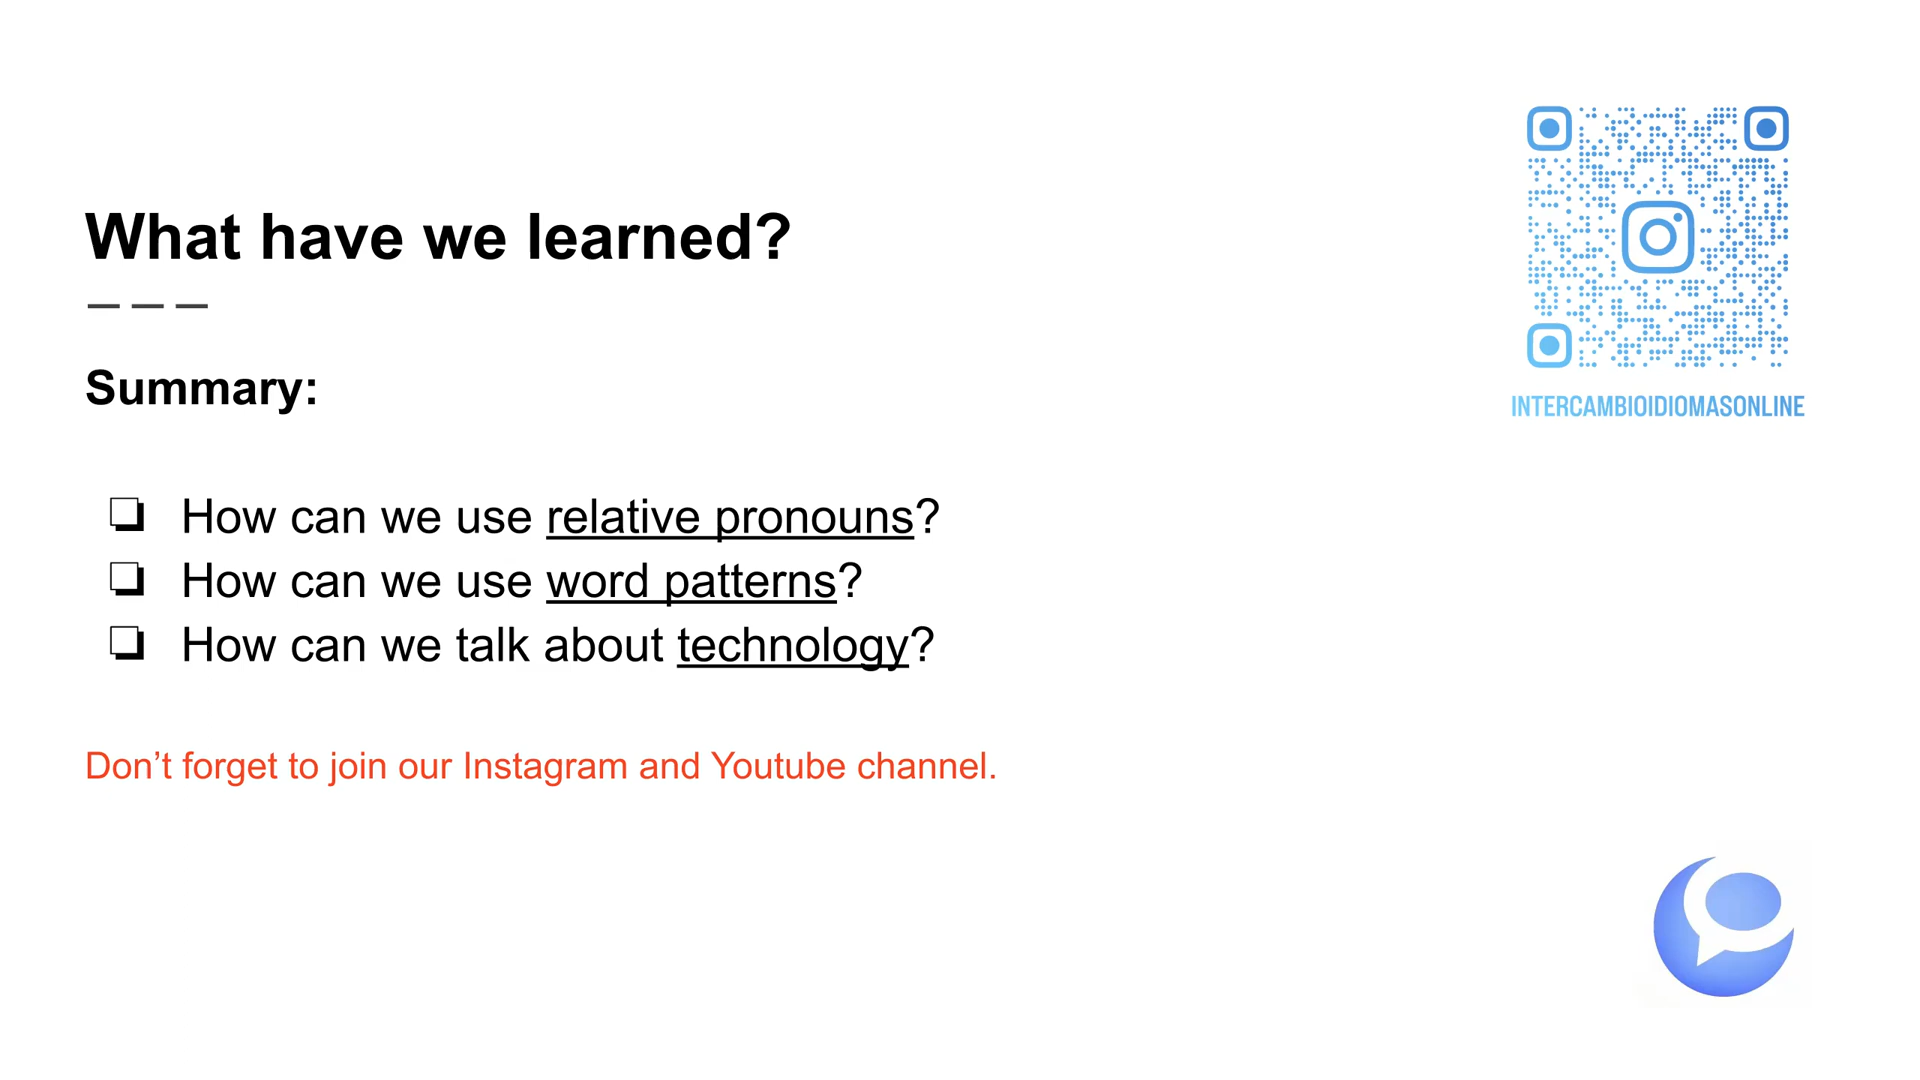 What have we learned?
Summary:
How can we use relative pronouns?
How can we use word patterns?
How can we talk about technology?
Don’t forget to join our Instagram and Youtube channel.
INTERCAMBIOIDIOMASONLINE